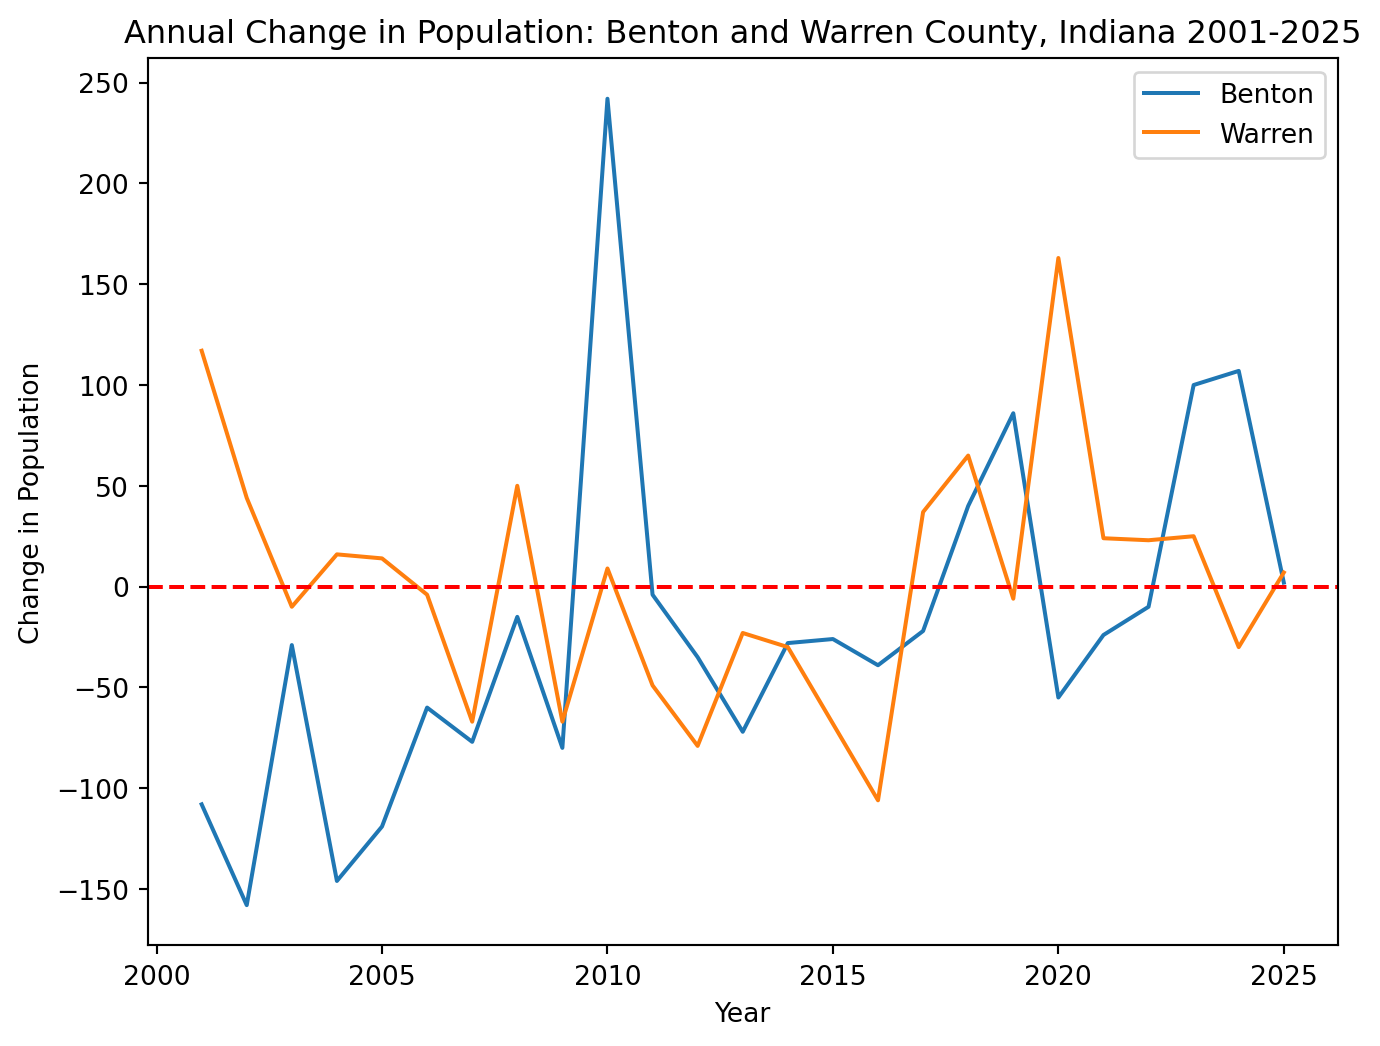 Annual Change in Population: Benton and Warren County, Indiana 2001-2025
Benton
Warren
250
200
150
100
50
0
−50
−100
−150
Change in Population
2000 2005 2010 2015 2020 2025
Year